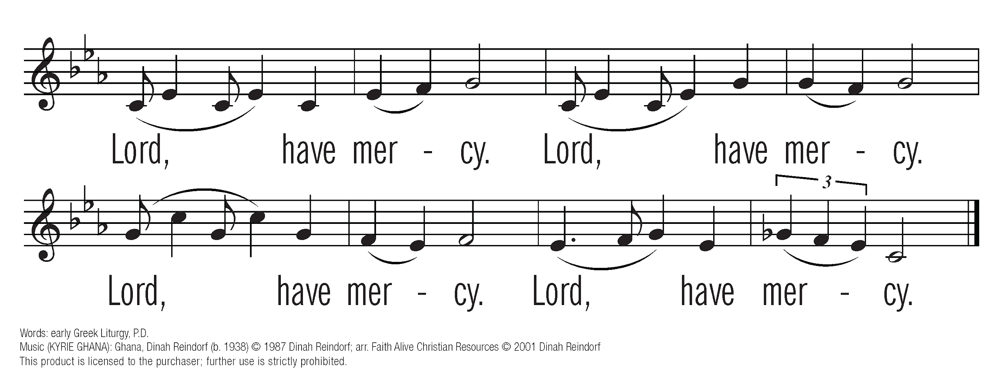 Lord, have mer - cy. Lord, have mer - cy.
3
Lord, have mer - cy. Lord, have mer - cy.
Words: early Greek Liturgy, P.D.
Music (KYRIE GHANA): Ghana, Dinah Reindorf (b. 1938) © 1987 Dinah Reindorf; arr. Faith Alive Christian Resources © 2001 Dinah Reindorf
This product is licensed to the purchaser; further use is strictly prohibited.